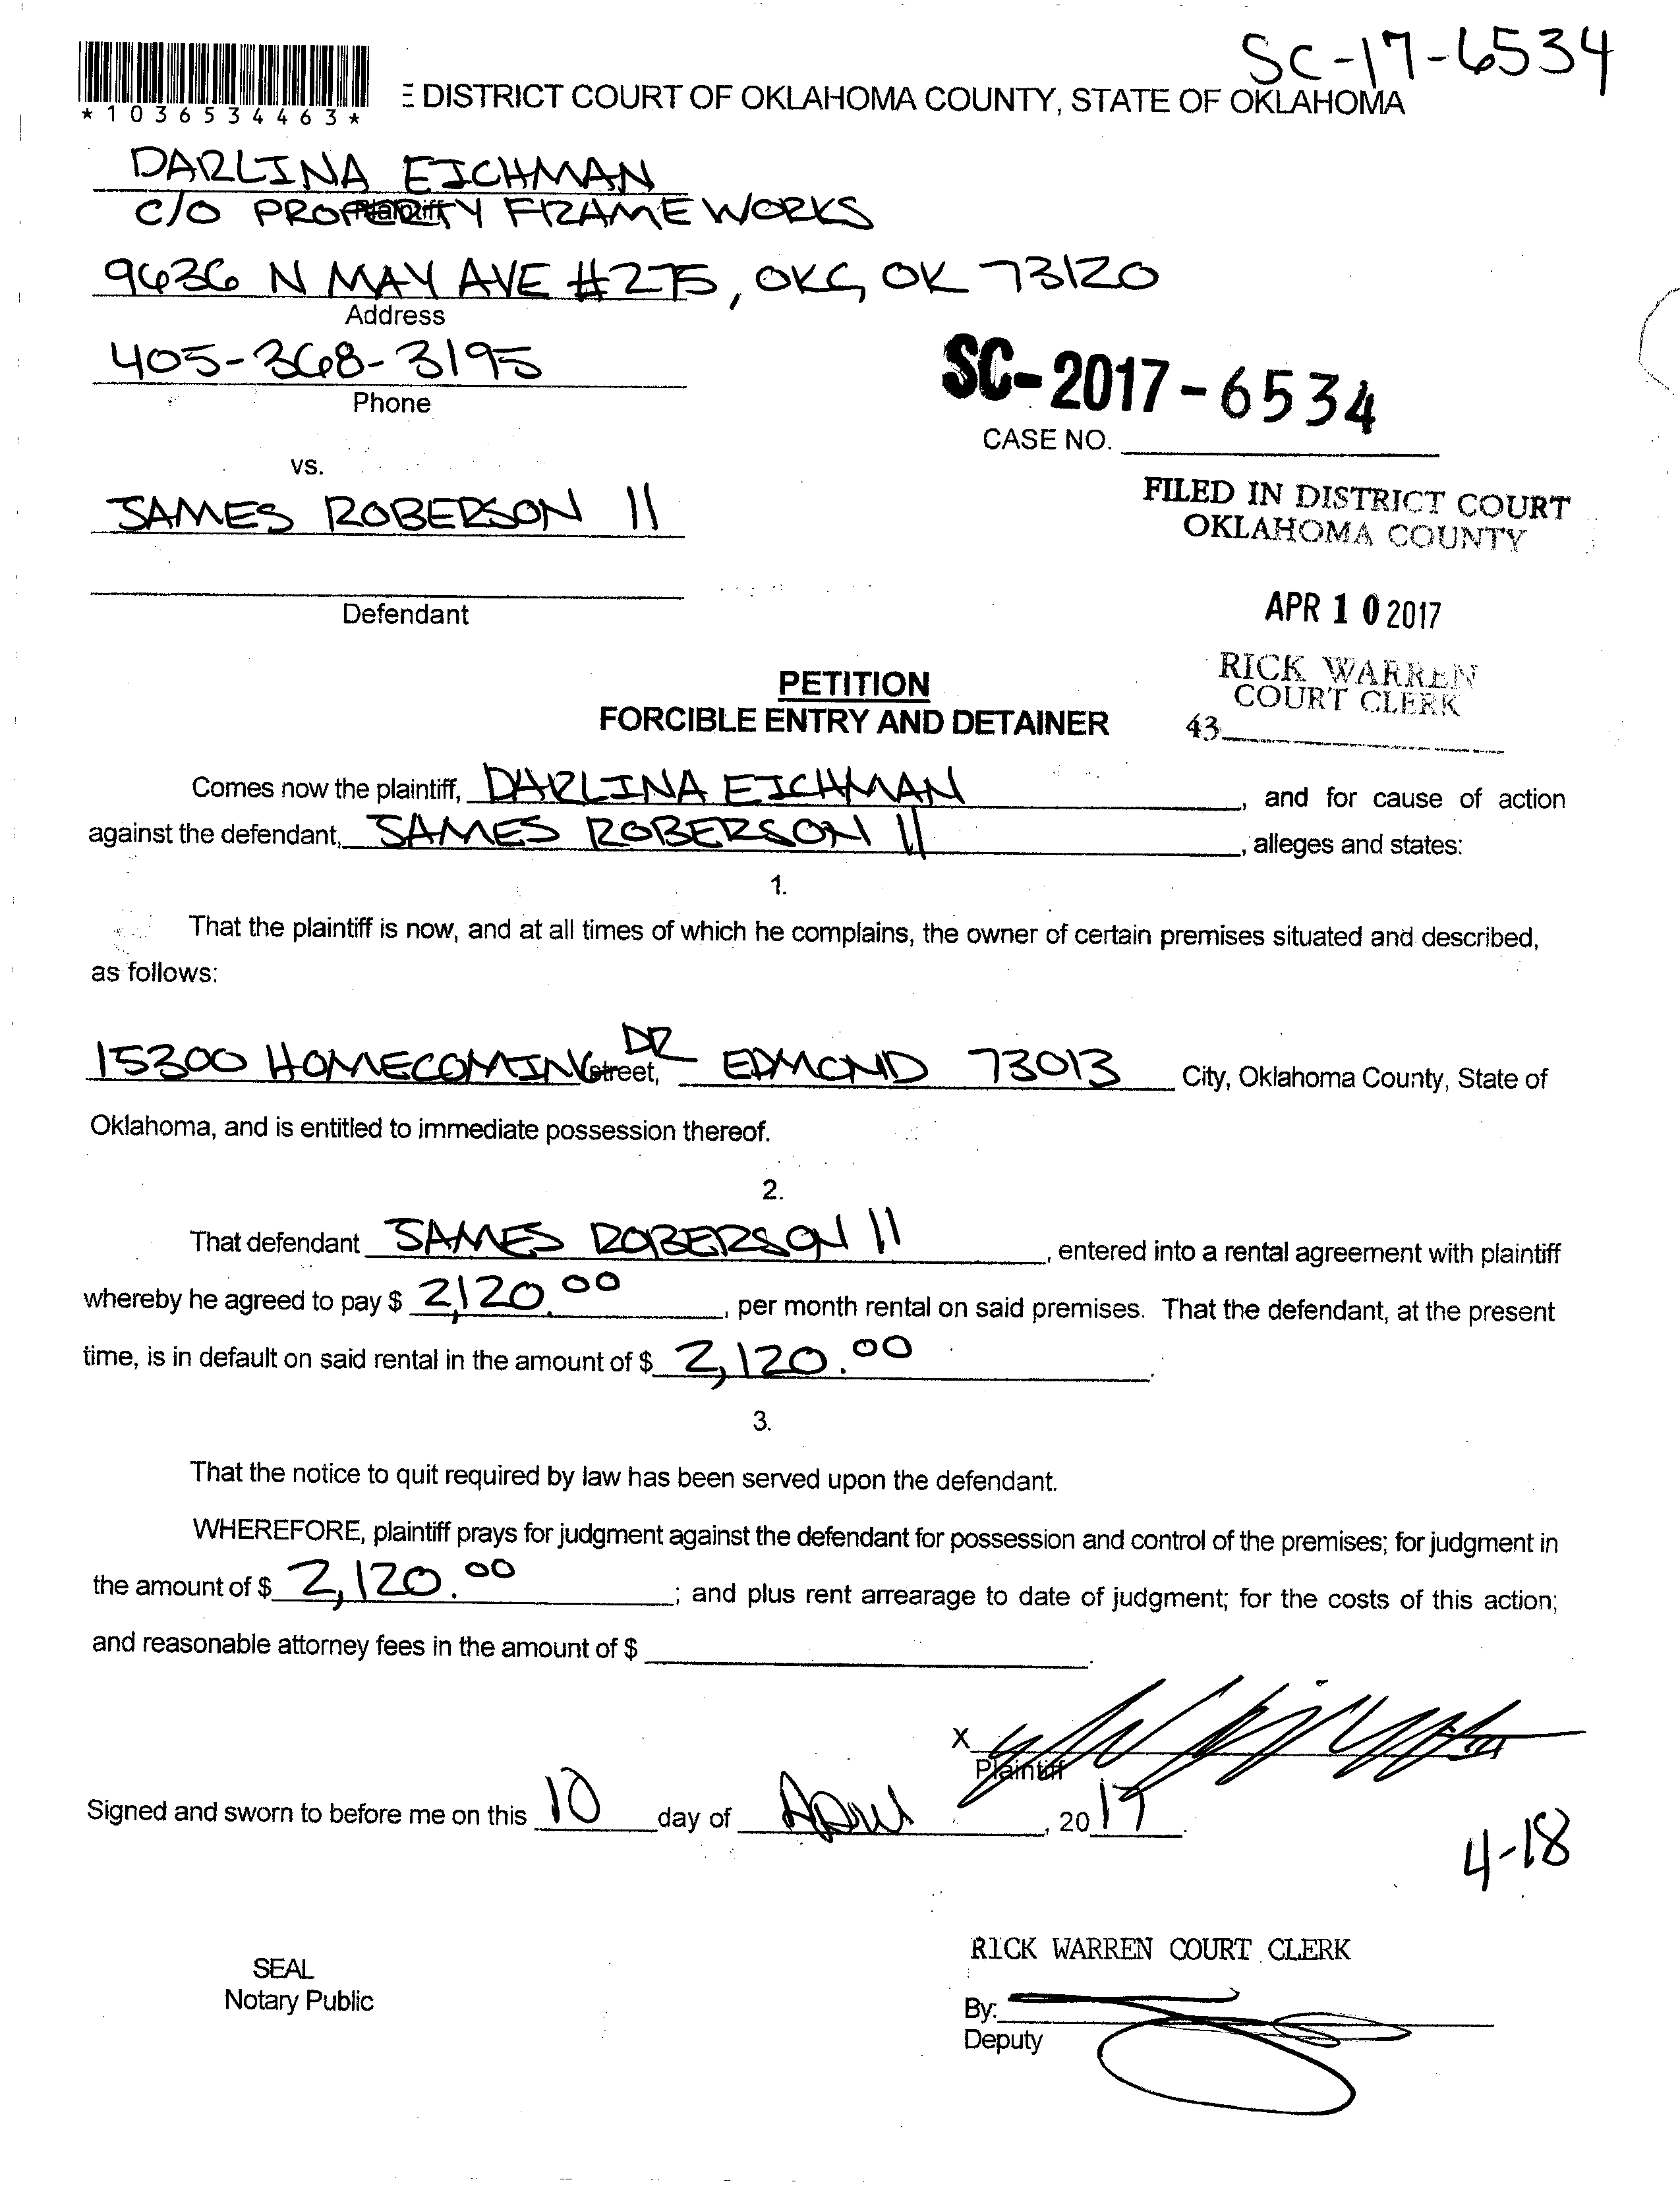 SC-17-6534
*1036534463*
E DISTRICT COURT OF OKLAHOMA COUNTY, STATE OF OKLAHOMA
DARLINA EICHMAN
Plaintiff
C/O PROPERTY FRAMEWORKS
9636 N MAY AVE #275, OKC, OK 73120
Address
405-368-3195
Phone
SC-2017-6534
CASE NO.
vs.
JAMES ROBERSON II
FILED IN DISTRICT COURT
OKLAHOMA COUNTY
Defendant
APR 10 2017
RICK WARREN
COURT CLERK
43
PETITION
FORCIBLE ENTRY AND DETAINER
Comes now the plaintiff, DARLINA EICHMAN, and for cause of action
against the defendant, JAMES ROBERSON II, alleges and states:
1.
That the plaintiff is now, and at all times of which he complains, the owner of certain premises situated and described,
as follows:
15300 HOMECOMING DR street, EDMOND 73013 City, Oklahoma County, State of
Oklahoma, and is entitled to immediate possession thereof.
2.
That defendant JAMES ROBERSON II, entered into a rental agreement with plaintiff
whereby he agreed to pay $ 2,120.00, per month rental on said premises. That the defendant, at the present
time, is in default on said rental in the amount of $ 2,120.00.
3.
That the notice to quit required by law has been served upon the defendant.
WHEREFORE, plaintiff prays for judgment against the defendant for possession and control of the premises; for judgment in
the amount of $ 2,120.00; and plus rent arrearage to date of judgment; for the costs of this action;
and reasonable attorney fees in the amount of $ .
X
Plaintiff
Signed and sworn to before me on this 10 day of April, 2017.
4-18
RICK WARREN COURT CLERK
SEAL
Notary Public
By:
Deputy